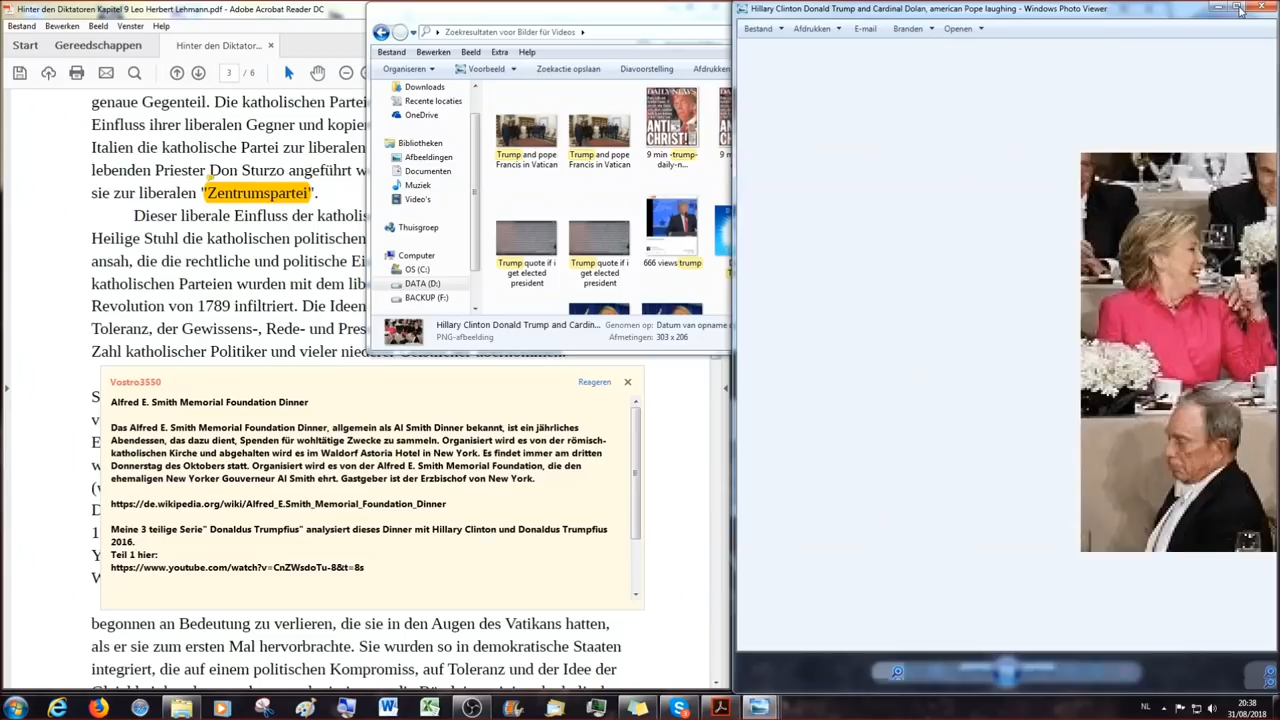 Hinter den Diktatoren Kapitel 9 Leo Herbert Lehmann.pdf - Adobe Acrobat Reader DC
Bestand Bewerken Beeld Venster Help
Start Gereedschappen Hinter den Diktator... ×
3 / 6
genaue Gegenteil. Die katholischen Partei
Einfluss ihrer liberalen Gegner und kopier
Italien die katholische Partei zur liberalen
lebenden Priester Don Sturzo angeführt w
sie zur liberalen "Zentrumspartei".
Dieser liberale Einfluss der katholis
Heilige Stuhl die katholischen politischen
ansah, die die rechtliche und politische Ei
katholischen Parteien wurden mit dem lib
Revolution von 1789 infiltriert. Die Ideen
Toleranz, der Gewissens-, Rede- und Pres
Zahl katholischer Politiker und vieler niederer Geistlicher übernommen.
Vostro3550
Reageren
Alfred E. Smith Memorial Foundation Dinner
Das Alfred E. Smith Memorial Foundation Dinner, allgemein als Al Smith Dinner bekannt, ist ein jährliches
Abendessen, das dazu dient, Spenden für wohltätige Zwecke zu sammeln. Organisiert wird es von der römisch-
katholischen Kirche und abgehalten wird es im Waldorf Astoria Hotel in New York. Es findet immer am dritten
Donnerstag des Oktobers statt. Organisiert wird es von der Alfred E. Smith Memorial Foundation, die den
ehemaligen New Yorker Gouverneur Al Smith ehrt. Gastgeber ist der Erzbischof von New York.
https://de.wikipedia.org/wiki/Alfred_E.Smith_Memorial_Foundation_Dinner
Meine 3 teilige Serie" Donaldus Trumpfius" analysiert dieses Dinner mit Hillary Clinton und Donaldus Trumpfius
2016.
Teil 1 hier:
https://www.youtube.com/watch?v=CnZWsdoTu-8&t=8s
begonnen an Bedeutung zu verlieren, die sie in den Augen des Vatikans hatten,
als er sie zum ersten Mal hervorbrachte. Sie wurden so in demokratische Staaten
integriert, die auf einem politischen Kompromiss, auf Toleranz und der Idee der
Zoekresultaten voor Bilder für Videos
Bestand Bewerken Beeld Extra Help
Organiseren Voorbeeld Zoekactie opslaan Diavoorstelling Afdrukken
Downloads
Recente locaties
OneDrive
Bibliotheken
Afbeeldingen
Documenten
Muziek
Video's
Thuisgroep
Computer
OS (C:)
DATA (D:)
BACKUP (F:)
DAILY NEWS
ANTI-
CHRIST!
Trump and pope
Francis in Vatican
Trump and pope
Francis in Vatican
9 min -trump-
daily-n...
Trump quote if i
get elected
president
Trump quote if i
get elected
president
666 views trump
Hillary Clinton Donald Trump and Cardin...
PNG-afbeelding
Genomen op: Datum van opname
Afmetingen: 303 x 206
Hillary Clinton Donald Trump and Cardinal Dolan, american Pope laughing - Windows Photo Viewer
Bestand Afdrukken E-mail Branden Openen
NL
20:38
31/08/2018